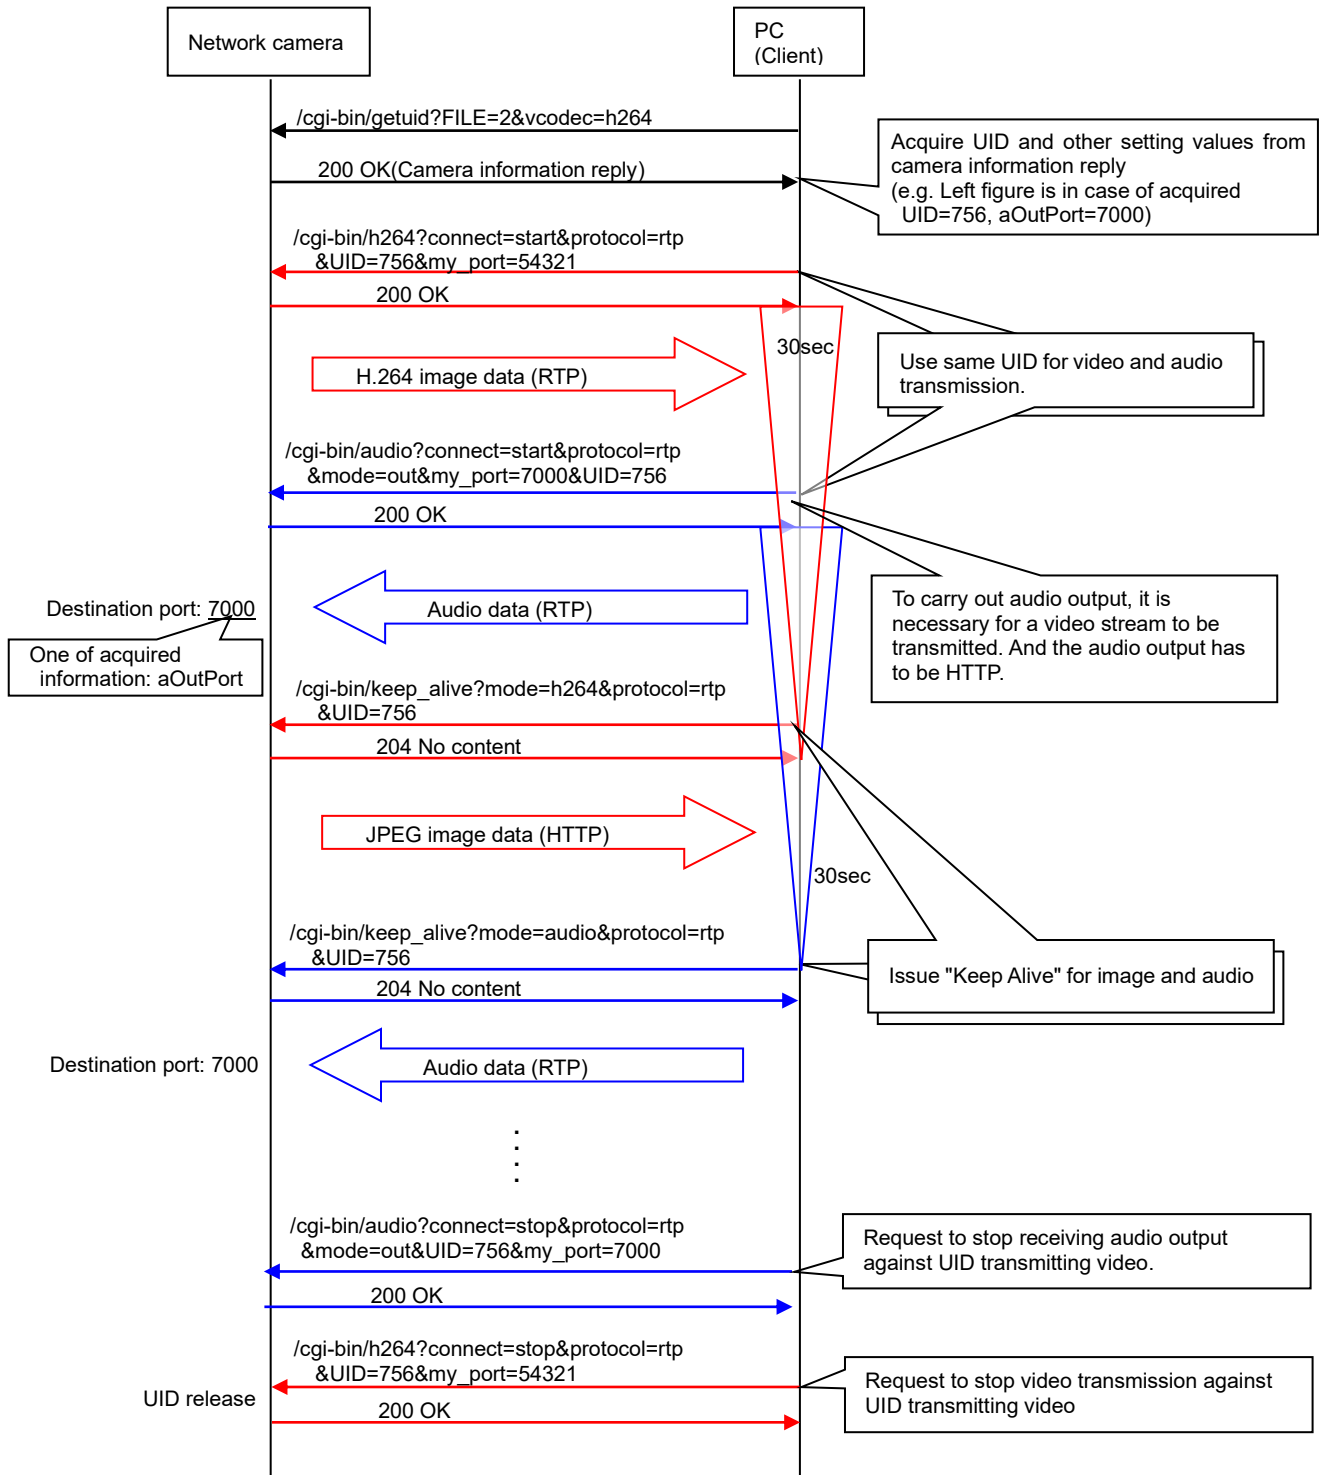 Network camera
PC
(Client)
/cgi-bin/getuid?FILE=2&vcodec=h264
200 OK(Camera information reply)
Acquire UID and other setting values from
camera information reply
(e.g. Left figure is in case of acquired
UID=756, aOutPort=7000)
/cgi-bin/h264?connect=start&protocol=rtp
&UID=756&my_port=54321
200 OK
30sec
H.264 image data (RTP)
Use same UID for video and audio
transmission.
/cgi-bin/audio?connect=start&protocol=rtp
&mode=out&my_port=7000&UID=756
200 OK
To carry out audio output, it is
necessary for a video stream to be
transmitted. And the audio output has
to be HTTP.
Destination port: 7000
Audio data (RTP)
One of acquired
information: aOutPort
/cgi-bin/keep_alive?mode=h264&protocol=rtp
&UID=756
204 No content
JPEG image data (HTTP)
30sec
/cgi-bin/keep_alive?mode=audio&protocol=rtp
&UID=756
Issue "Keep Alive" for image and audio
204 No content
Destination port: 7000
Audio data (RTP)
/cgi-bin/audio?connect=stop&protocol=rtp
&mode=out&UID=756&my_port=7000
Request to stop receiving audio output
against UID transmitting video.
200 OK
/cgi-bin/h264?connect=stop&protocol=rtp
&UID=756&my_port=54321
Request to stop video transmission against
UID transmitting video
UID release
200 OK